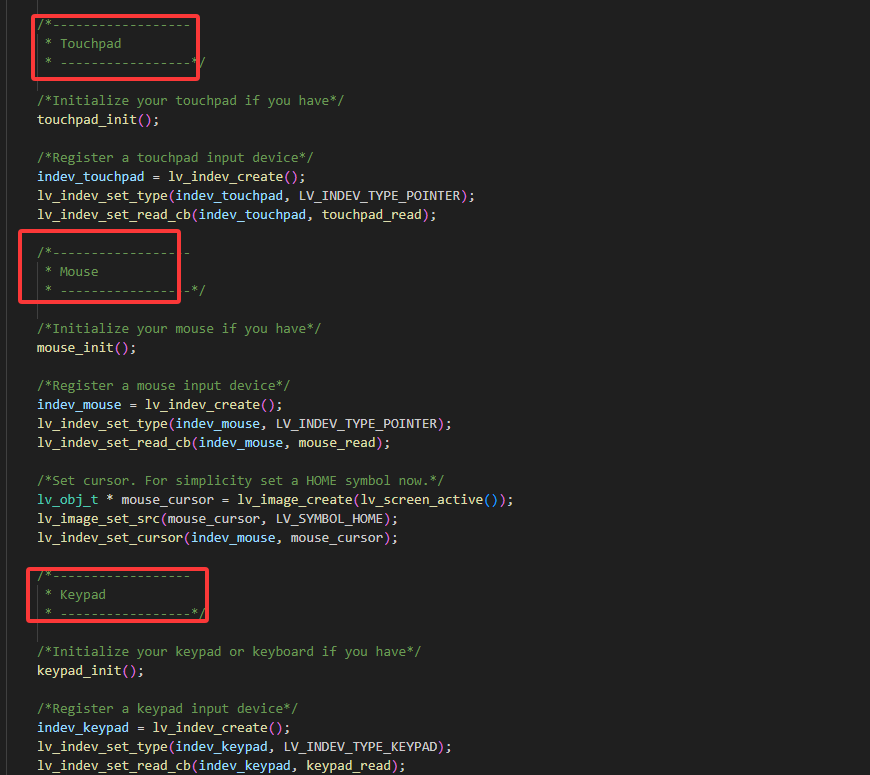 /*------------------
* Touchpad
* -----------------*/
/*Initialize your touchpad if you have*/
touchpad_init();
/*Register a touchpad input device*/
indev_touchpad = lv_indev_create();
lv_indev_set_type(indev_touchpad, LV_INDEV_TYPE_POINTER);
lv_indev_set_read_cb(indev_touchpad, touchpad_read);
/*------------------
* Mouse
* -----------------*/
/*Initialize your mouse if you have*/
mouse_init();
/*Register a mouse input device*/
indev_mouse = lv_indev_create();
lv_indev_set_type(indev_mouse, LV_INDEV_TYPE_POINTER);
lv_indev_set_read_cb(indev_mouse, mouse_read);
/*Set cursor. For simplicity set a HOME symbol now.*/
lv_obj_t * mouse_cursor = lv_image_create(lv_screen_active());
lv_image_set_src(mouse_cursor, LV_SYMBOL_HOME);
lv_indev_set_cursor(indev_mouse, mouse_cursor);
/*------------------
* Keypad
* -----------------*/
/*Initialize your keypad or keyboard if you have*/
keypad_init();
/*Register a keypad input device*/
indev_keypad = lv_indev_create();
lv_indev_set_type(indev_keypad, LV_INDEV_TYPE_KEYPAD);
lv_indev_set_read_cb(indev_keypad, keypad_read);